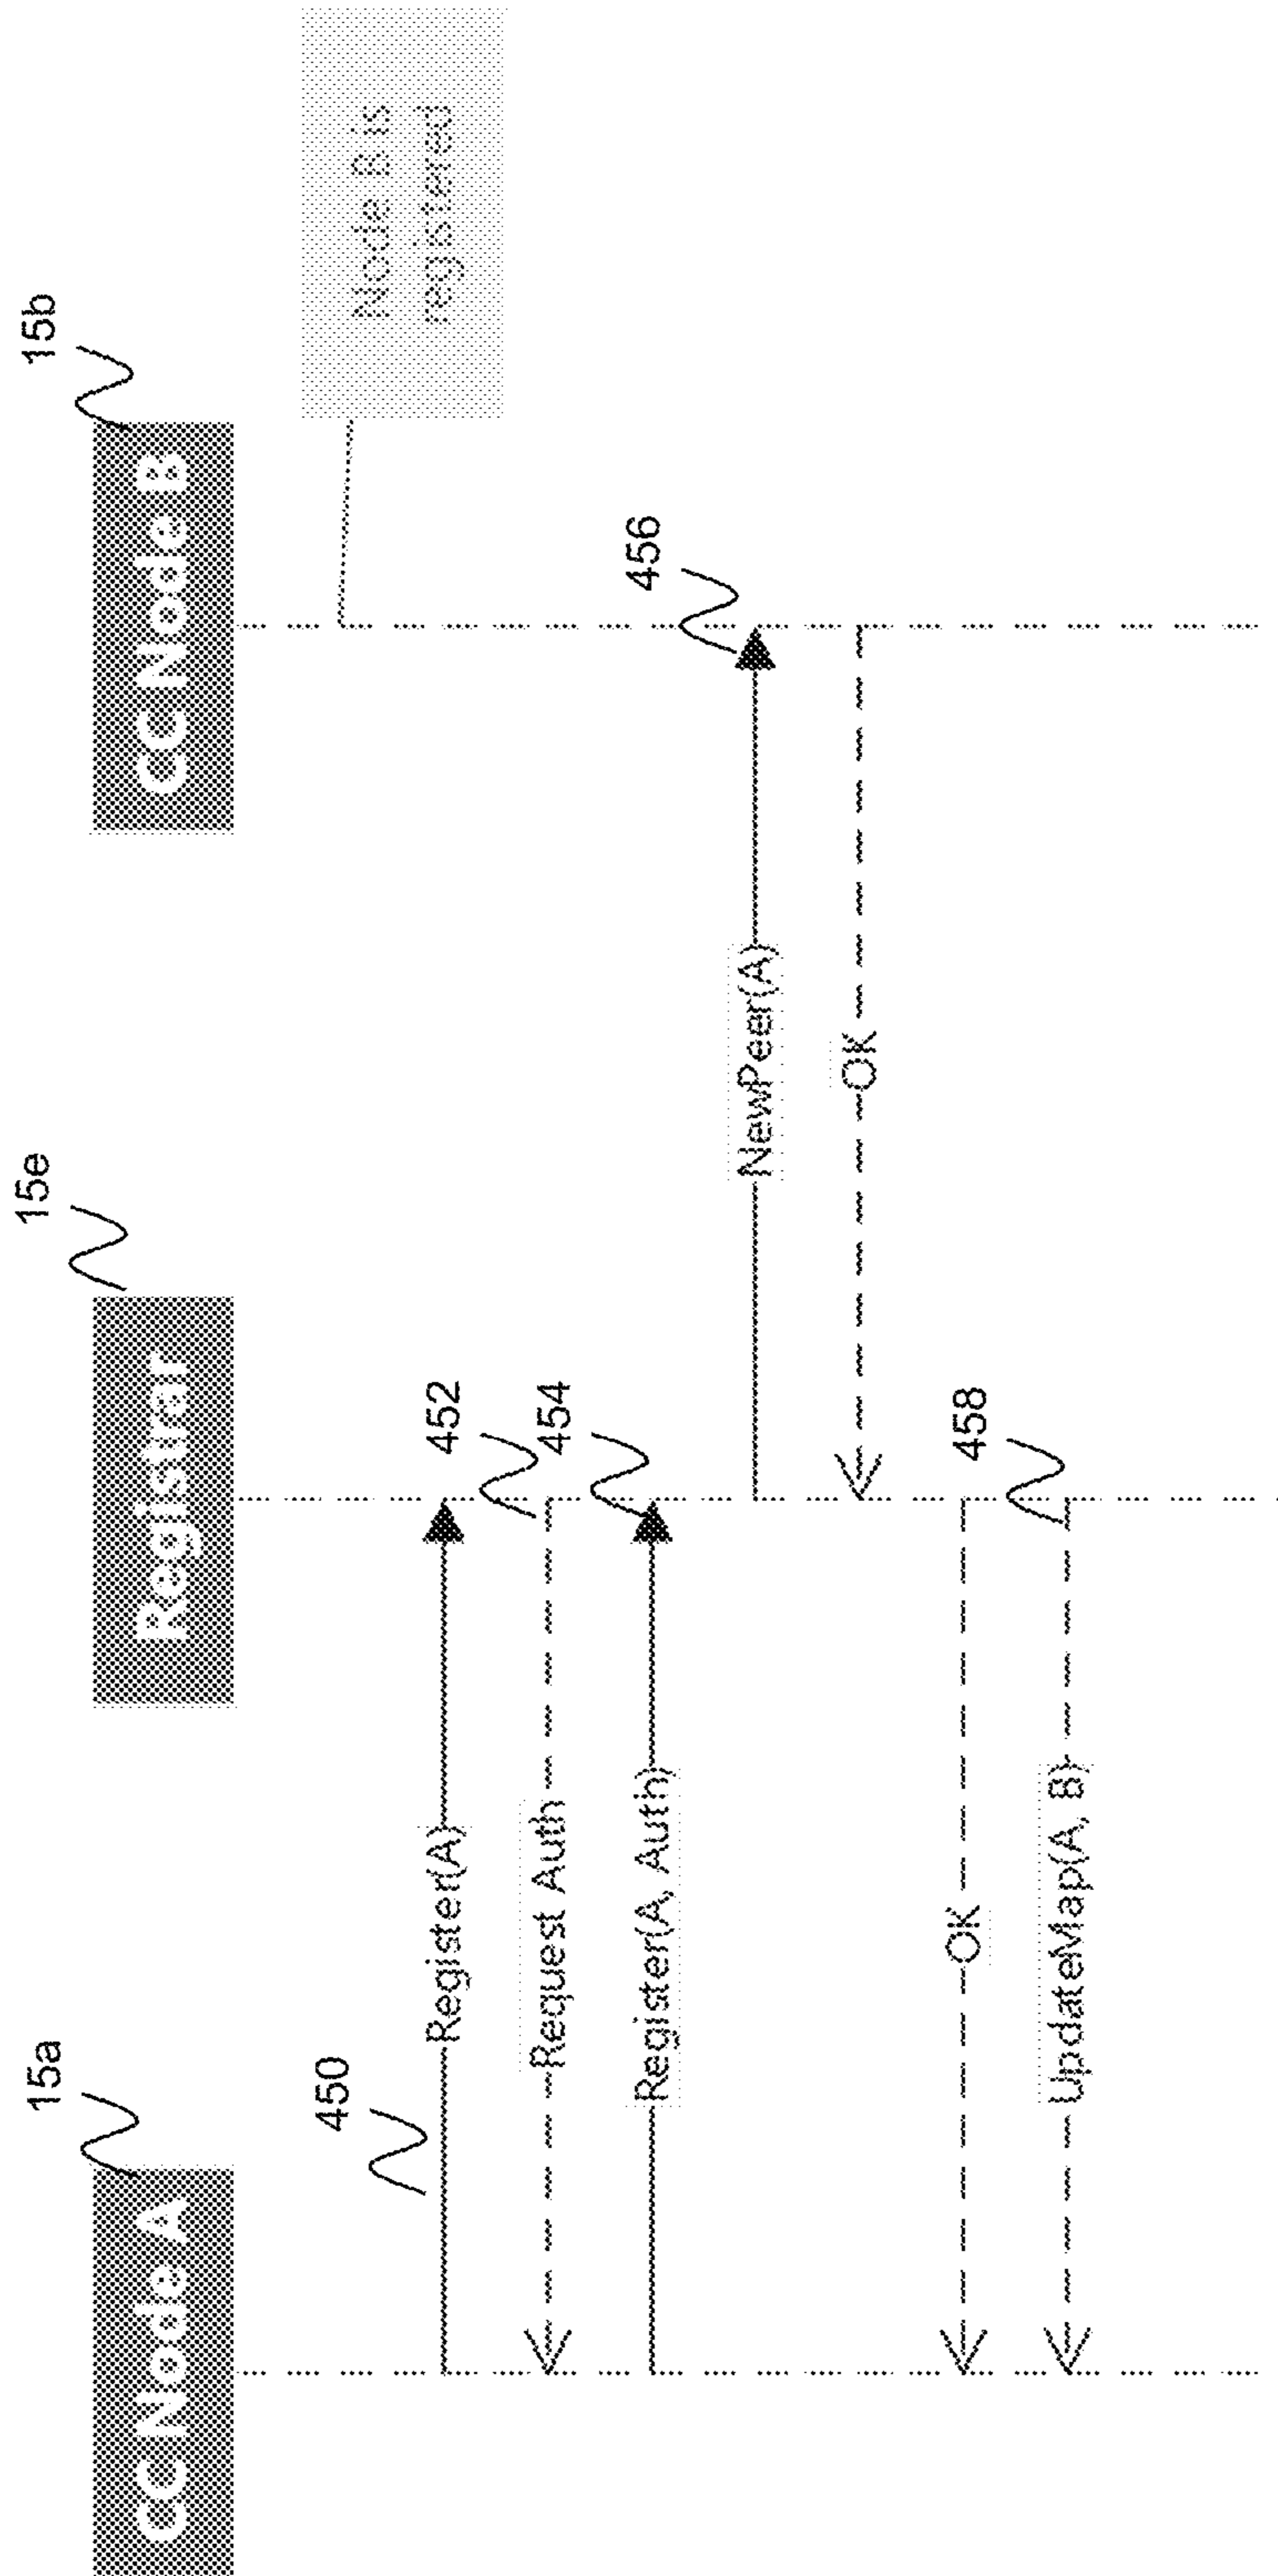 15a
15e
15b
CC Node A
Registrar
CC Node B
Node B is
registered
450
Register(A)
452
Request Auth
454
Register(A, Auth)
456
NewPeer(A)
OK
OK
458
UpdateMap(A, B)